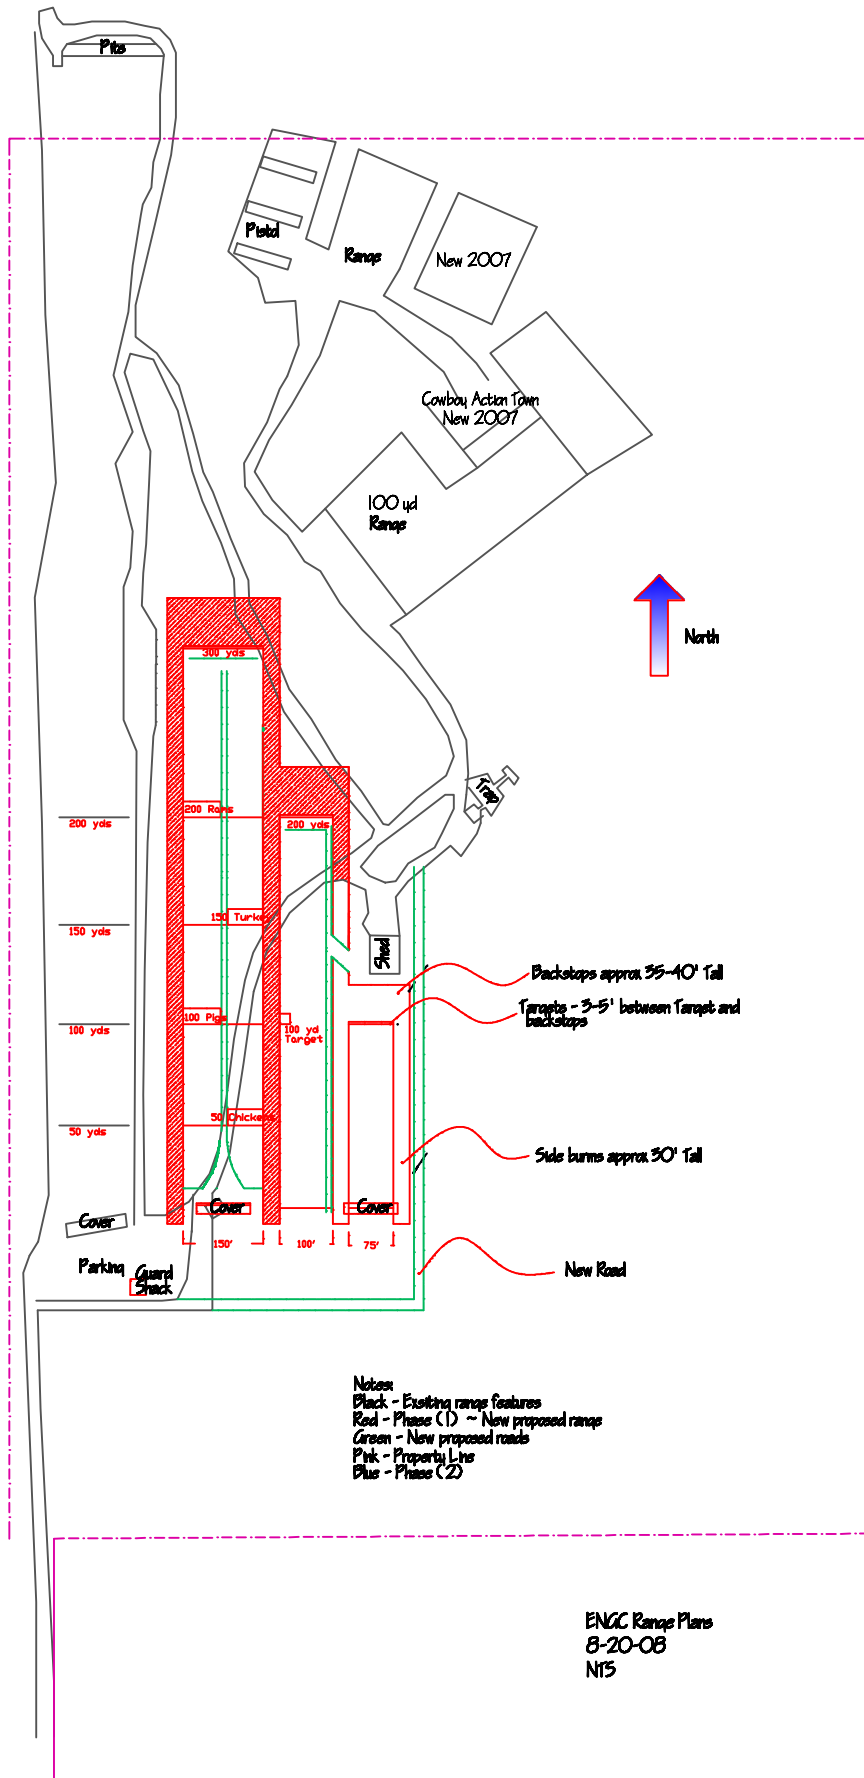 Pits
Pistol
Range
New 2007
Cowboy Action Town
New 2007
100 yd
Range
North
300 yds
Trap
200 Rams
200 yds
200 yds
150 Turkey
150 yds
Shed
Backstops approx 35-40' Tall
Targets - 3-5' between Target and
backstops
100 Pigs
100 yds
100 yd
Target
50 Chickens
50 yds
Side burms approx 30' Tall
Cover
Cover
Cover
150'
100'
75'
Parking
Guard
Shack
New Road
Notes:
Black - Exsiting range features
Red - Phase (1) ~ New proposed range
Green - New proposed roads
Pink - Property Line
Blue - Phase (2)
ENGC Range Plans
8-20-08
NTS